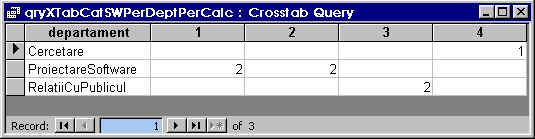 qryXTabCatSWPerDeptPerCalc : Crosstab Query
departament 1 2 3 4
Cercetare 1
ProiectareSoftware 2 2
RelatiiCuPublicul 2
Record: 1 of 3